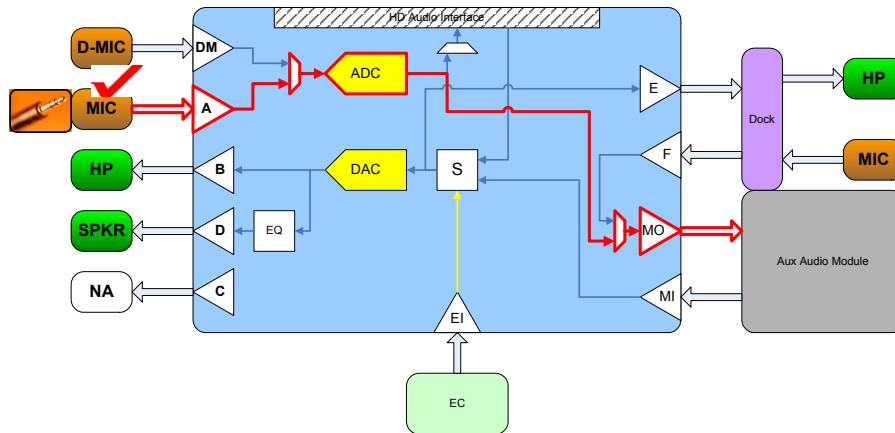 HD Audio Interface
D-MIC
DM
ADC
MIC
A
E
HP
Dock
F
MIC
HP
B
DAC
S
SPKR
D
EQ
MO
Aux Audio Module
NA
C
MI
EI
EC